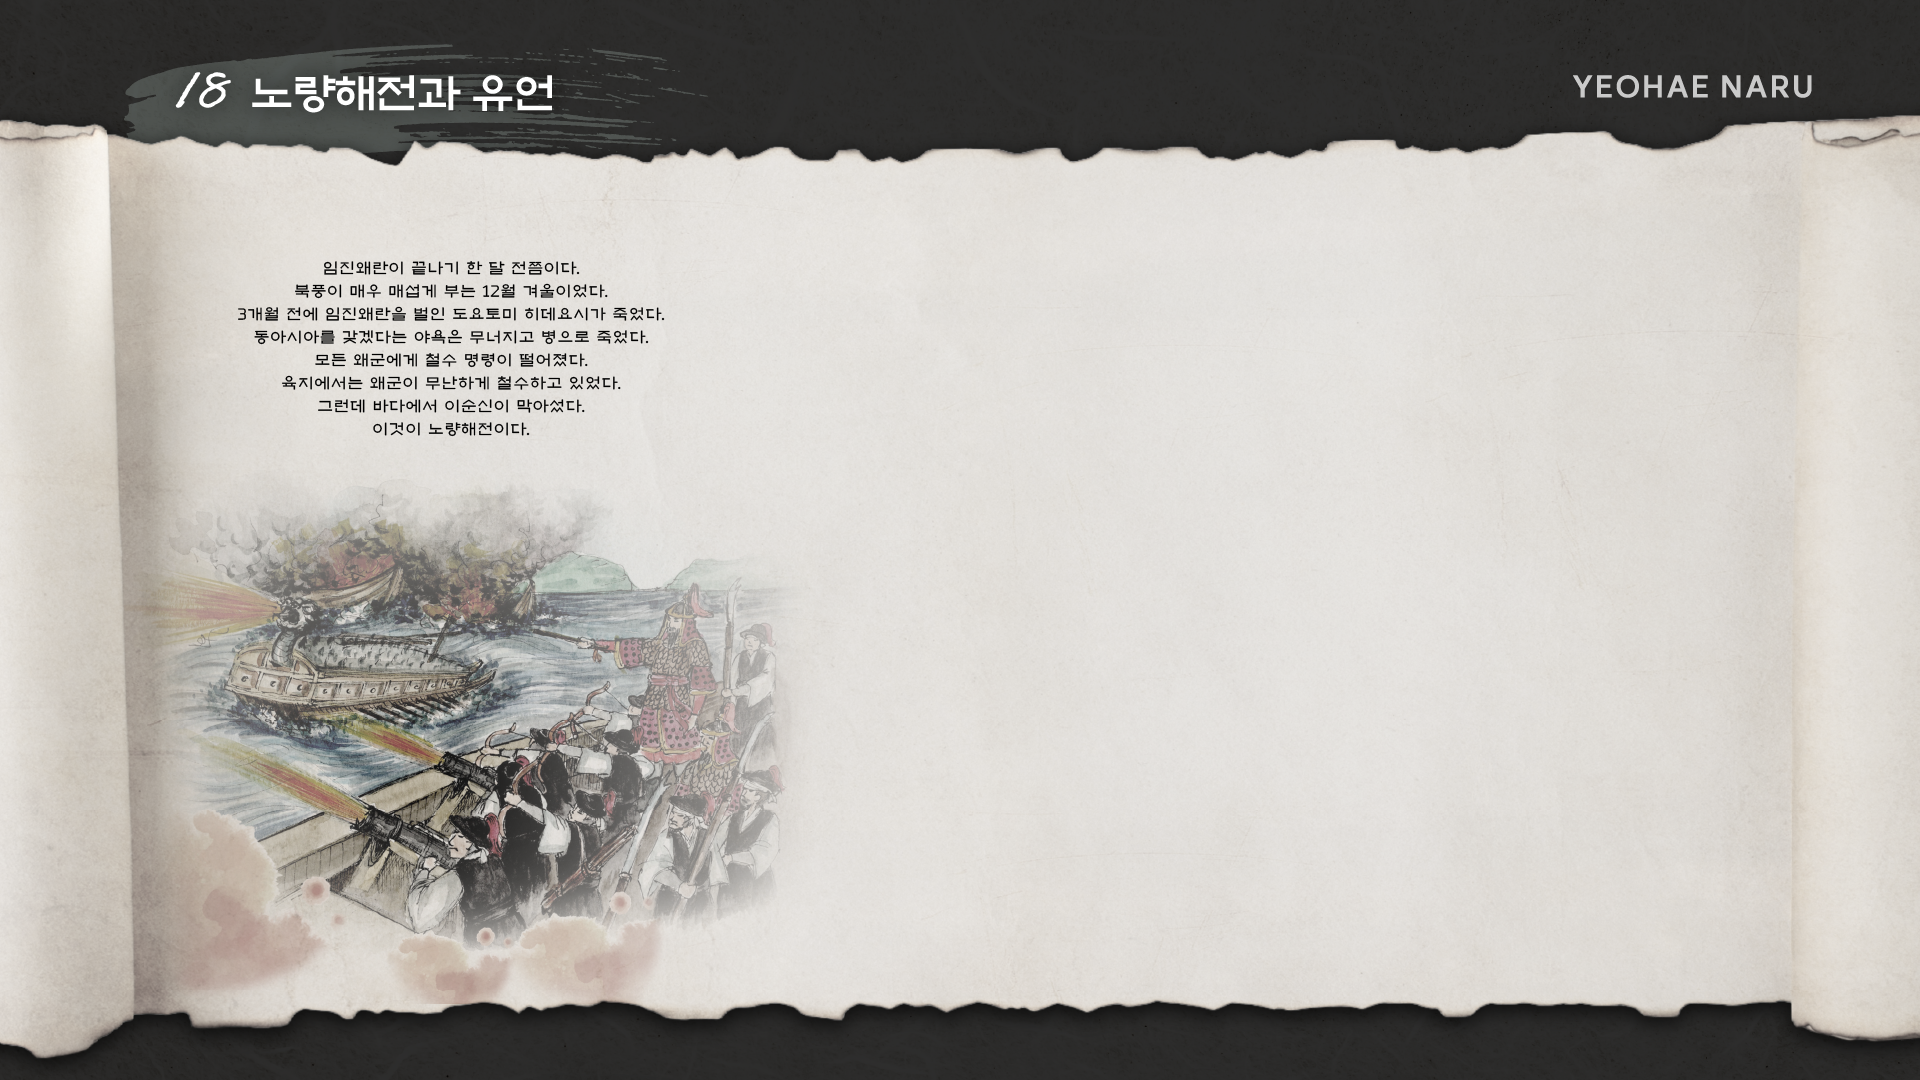 18 노량해전과 유언
YEOHAE NARU
임진왜란이 끝나기 한 달 전쯤이다.
북풍이 매우 매섭게 부는 12월 겨울이었다.
3개월 전에 임진왜란을 벌인 도요토미 히데요시가 죽었다.
동아시아를 갖겠다는 야욕은 무너지고 병으로 죽었다.
모든 왜군에게 철수 명령이 떨어졌다.
육지에서는 왜군이 무난하게 철수하고 있었다.
그런데 바다에서 이순신이 막아섰다.
이것이 노량해전이다.